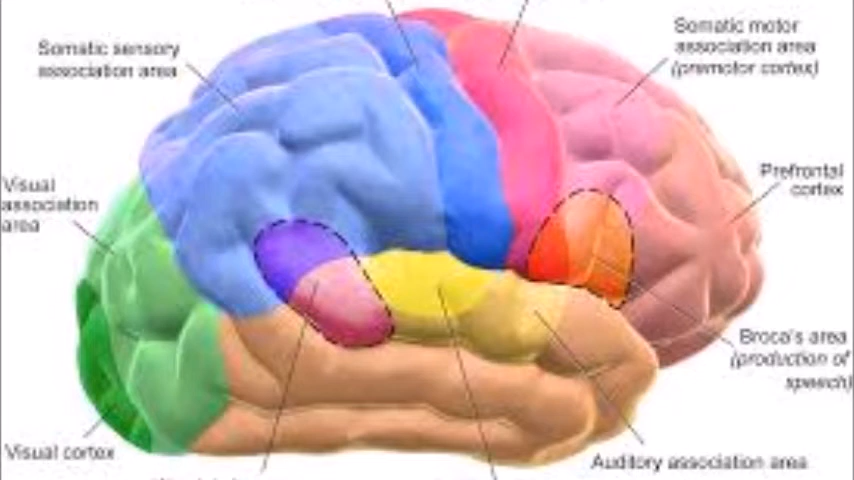 Somatic sensory
association area
Somatic motor
association area
(premotor cortex)
Visual
association
area
Prefrontal
cortex
Broca's area
(production of
speech)
Visual cortex
Auditory association area